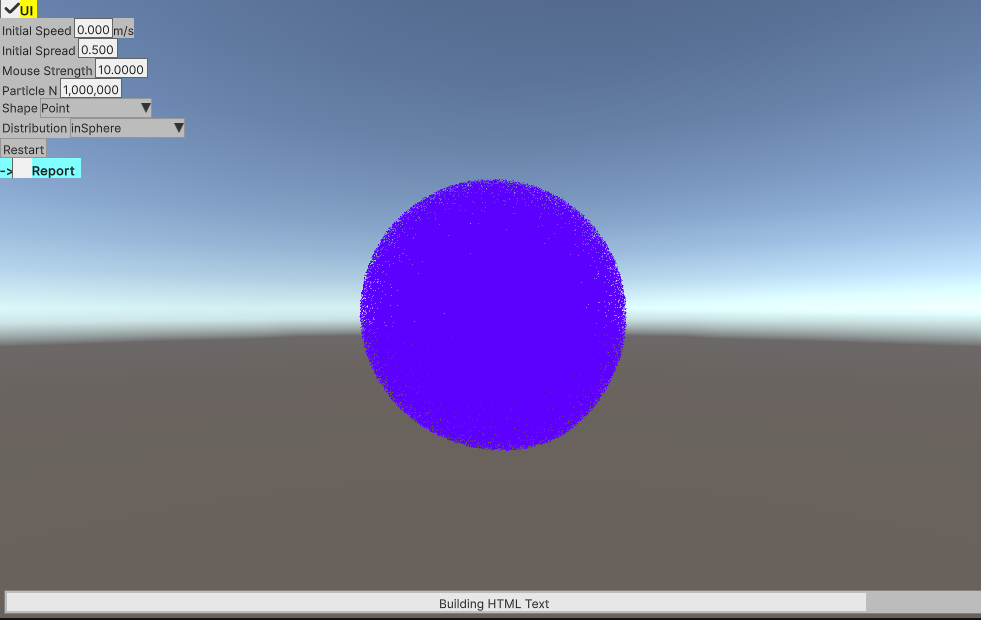 UI
Initial Speed 0.000 m/s
Initial Spread 0.500
Mouse Strength 10.0000
Particle N 1,000,000
Shape Point
Distribution inSphere
Restart
-> Report
Building HTML Text